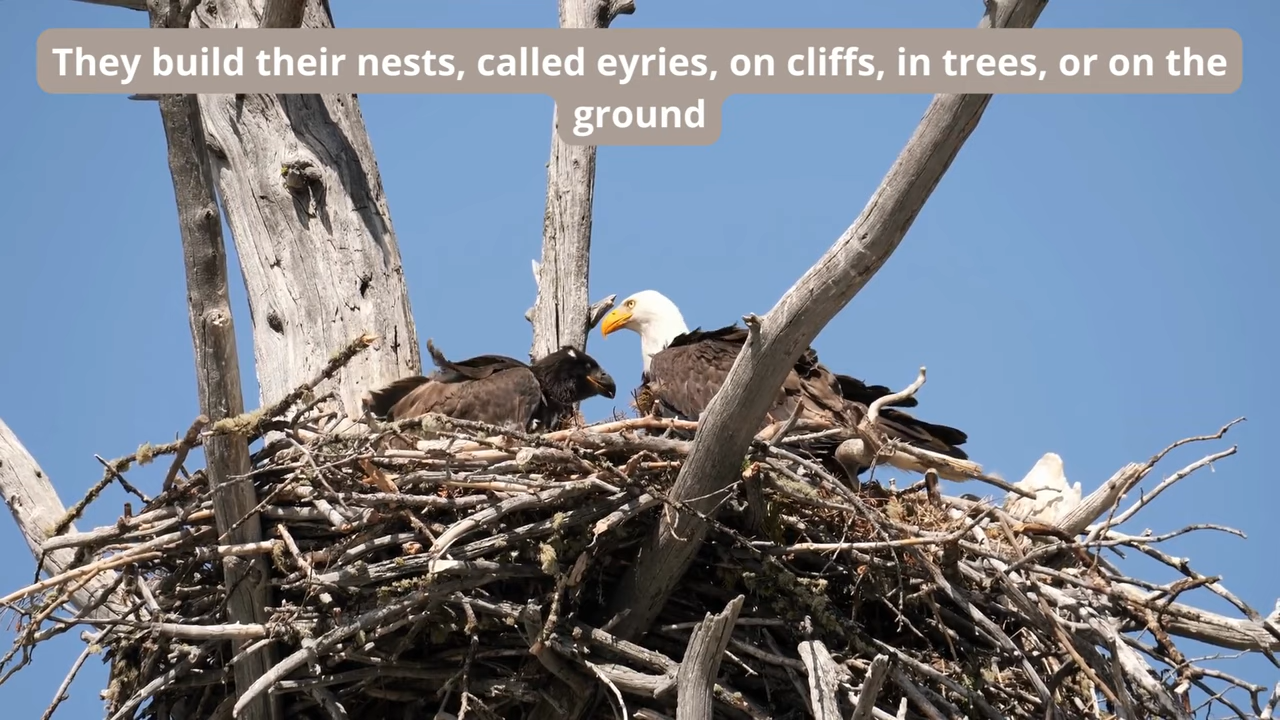 They build their nests, called eyries, on cliffs, in trees, or on the
ground